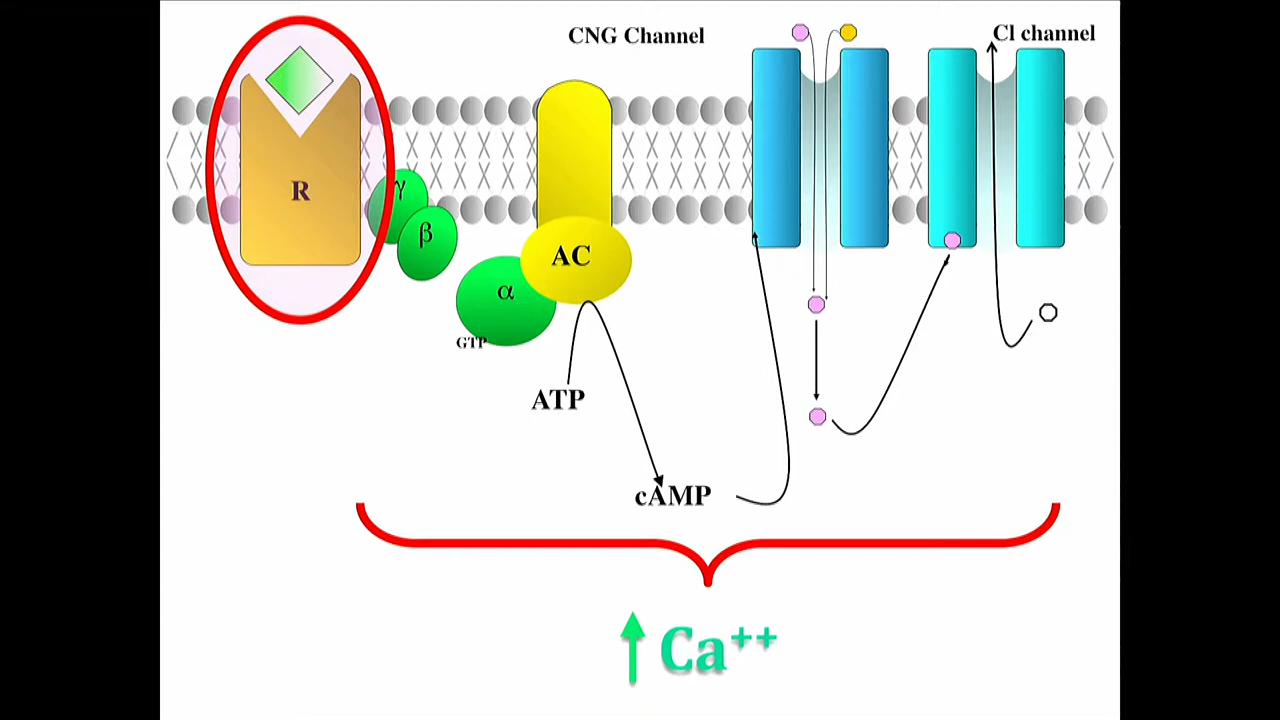 CNG Channel
Cl channel
R
γ
β
AC
α
GTP
ATP
cAMP
Ca⁺⁺